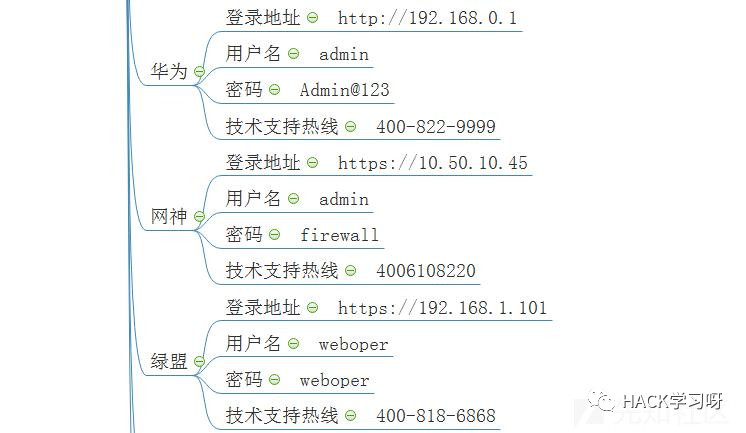 登录地址 http://192.168.0.1
用户名 admin
华为
密码 Admin@123
技术支持热线 400-822-9999
登录地址 https://10.50.10.45
用户名 admin
网神
密码 firewall
技术支持热线 4006108220
登录地址 https://192.168.1.101
用户名 weboper
绿盟
密码 weboper
技术支持热线 400-818-6868
HACK学习呀